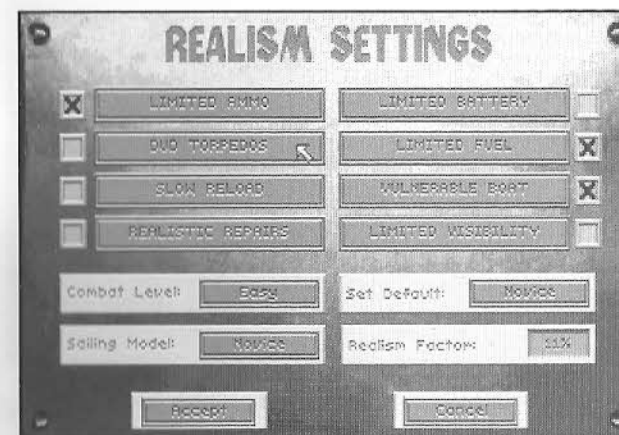 REALISM SETTINGS
LIMITED AMMO
LIMITED BATTERY
DUD TORPEDOS
LIMITED FUEL
SLOW RELOAD
VULNERABLE BOAT
REALISTIC REPAIRS
LIMITED VISIBILITY
Combat Level: Easy
Set Default: Novice
Sailing Model: Novice
Realism Factor: 11%
Accept
Cancel